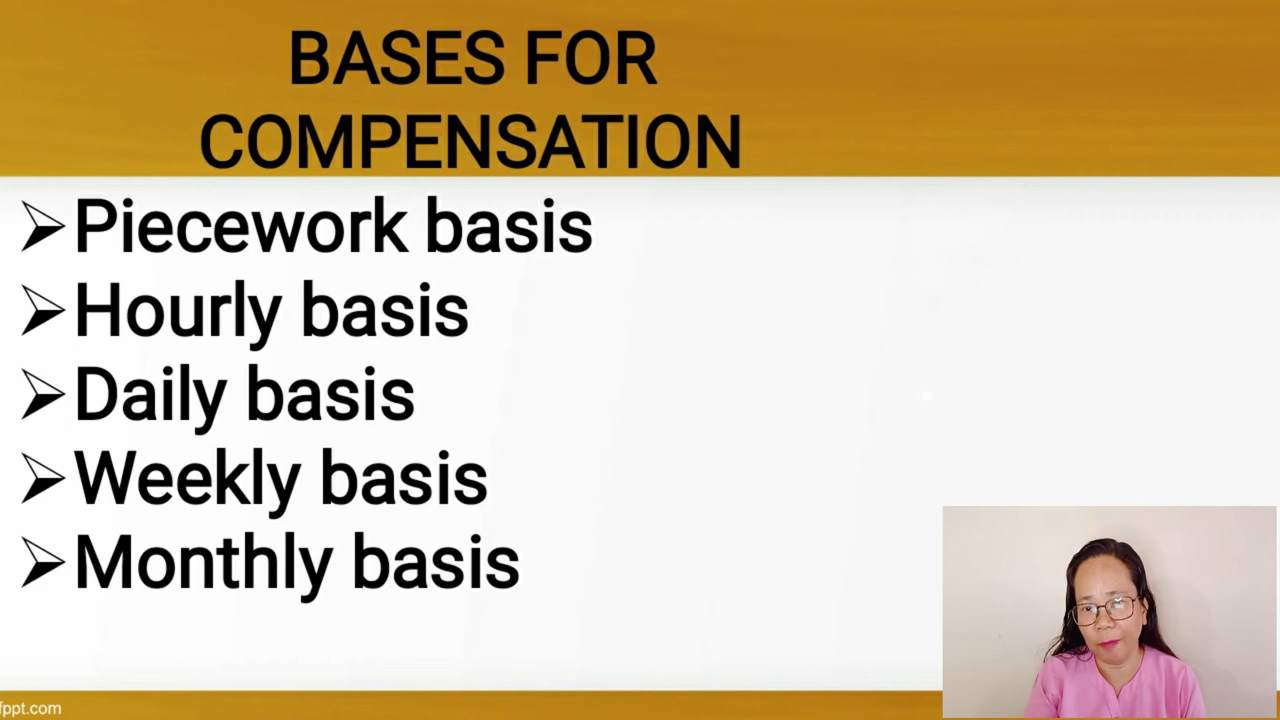 BASES FOR
COMPENSATION
➢Piecework basis
➢Hourly basis
➢Daily basis
➢Weekly basis
➢Monthly basis
fppt.com